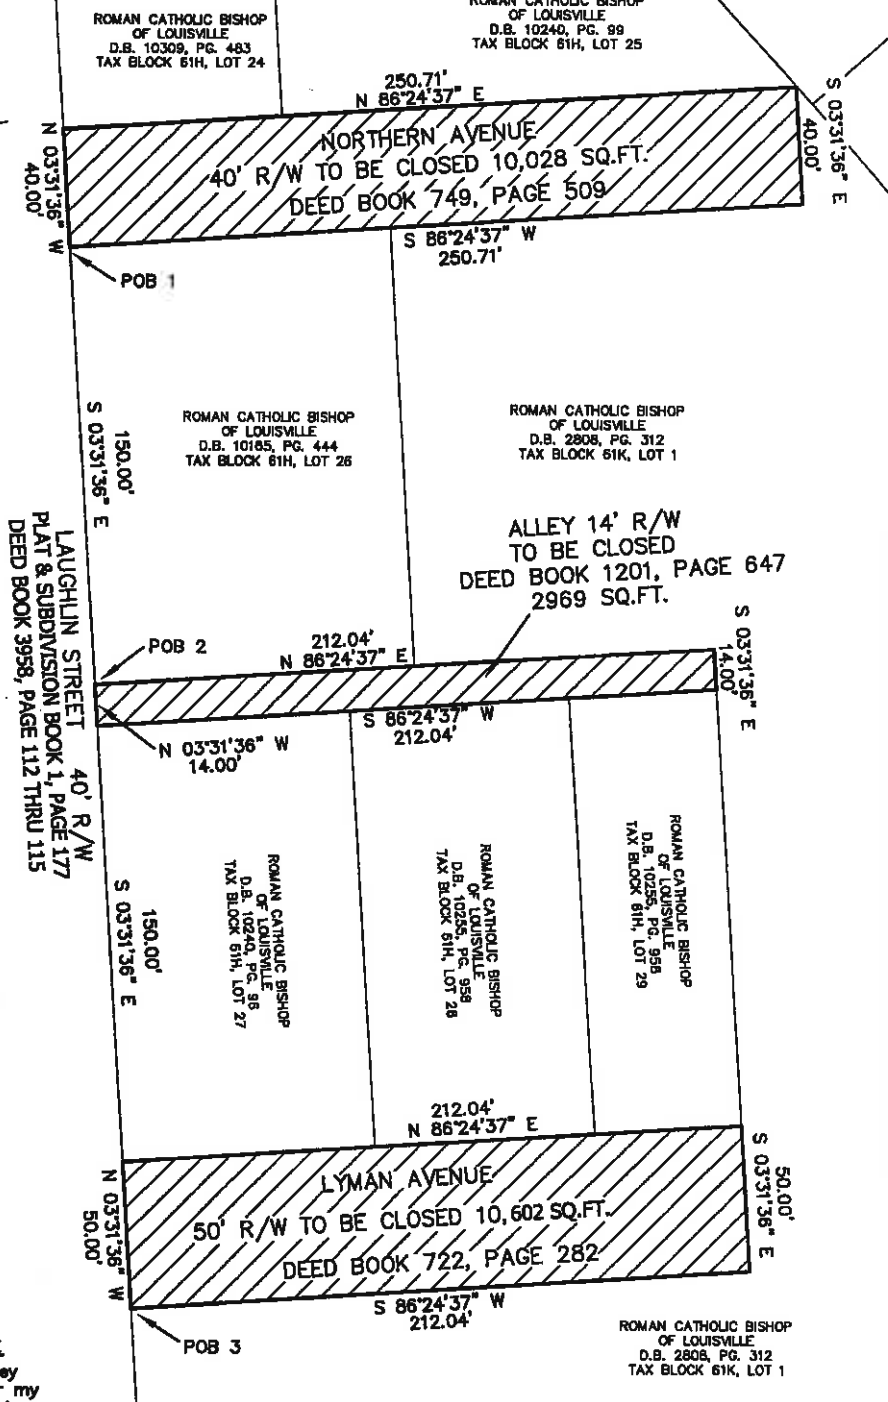 ROMAN CATHOLIC BISHOP
OF LOUISVILLE
D.B. 10309, PG. 483
TAX BLOCK 61H, LOT 24
ROMAN CATHOLIC BISHOP
OF LOUISVILLE
D.B. 10240, PG. 99
TAX BLOCK 61H, LOT 25
250.71'
N 86°24'37" E
S 03°31'36" E
40.00'
N 03°31'36" W
40.00'
NORTHERN AVENUE
40' R/W TO BE CLOSED 10,028 SQ.FT.
DEED BOOK 749, PAGE 509
S 86°24'37" W
250.71'
POB 1
150.00'
S 03°31'36" E
ROMAN CATHOLIC BISHOP
OF LOUISVILLE
D.B. 10165, PG. 444
TAX BLOCK 61H, LOT 26
ROMAN CATHOLIC BISHOP
OF LOUISVILLE
D.B. 2808, PG. 312
TAX BLOCK 61K, LOT 1
ALLEY 14' R/W
TO BE CLOSED
DEED BOOK 1201, PAGE 647
2969 SQ.FT.
LAUGHLIN STREET 40' R/W
PLAT & SUBDIVISION BOOK 1, PAGE 177
DEED BOOK 3958, PAGE 112 THRU 115
POB 2
212.04'
N 86°24'37" E
S 03°31'36" E
14.00'
S 86°24'37" W
212.04'
N 03°31'36" W
14.00'
150.00'
S 03°31'36" E
ROMAN CATHOLIC BISHOP
OF LOUISVILLE
D.B. 10240, PG. 96
TAX BLOCK 61H, LOT 27
ROMAN CATHOLIC BISHOP
OF LOUISVILLE
D.B. 10255, PG. 958
TAX BLOCK 61H, LOT 28
ROMAN CATHOLIC BISHOP
OF LOUISVILLE
D.B. 10255, PG. 958
TAX BLOCK 61H, LOT 29
212.04'
N 86°24'37" E
50.00'
S 03°31'36" E
N 03°31'36" W
50.00'
LYMAN AVENUE
50' R/W TO BE CLOSED 10,602 SQ.FT.
DEED BOOK 722, PAGE 282
S 86°24'37" W
212.04'
POB 3
ROMAN CATHOLIC BISHOP
OF LOUISVILLE
D.B. 2808, PG. 312
TAX BLOCK 61K, LOT 1
ey
my